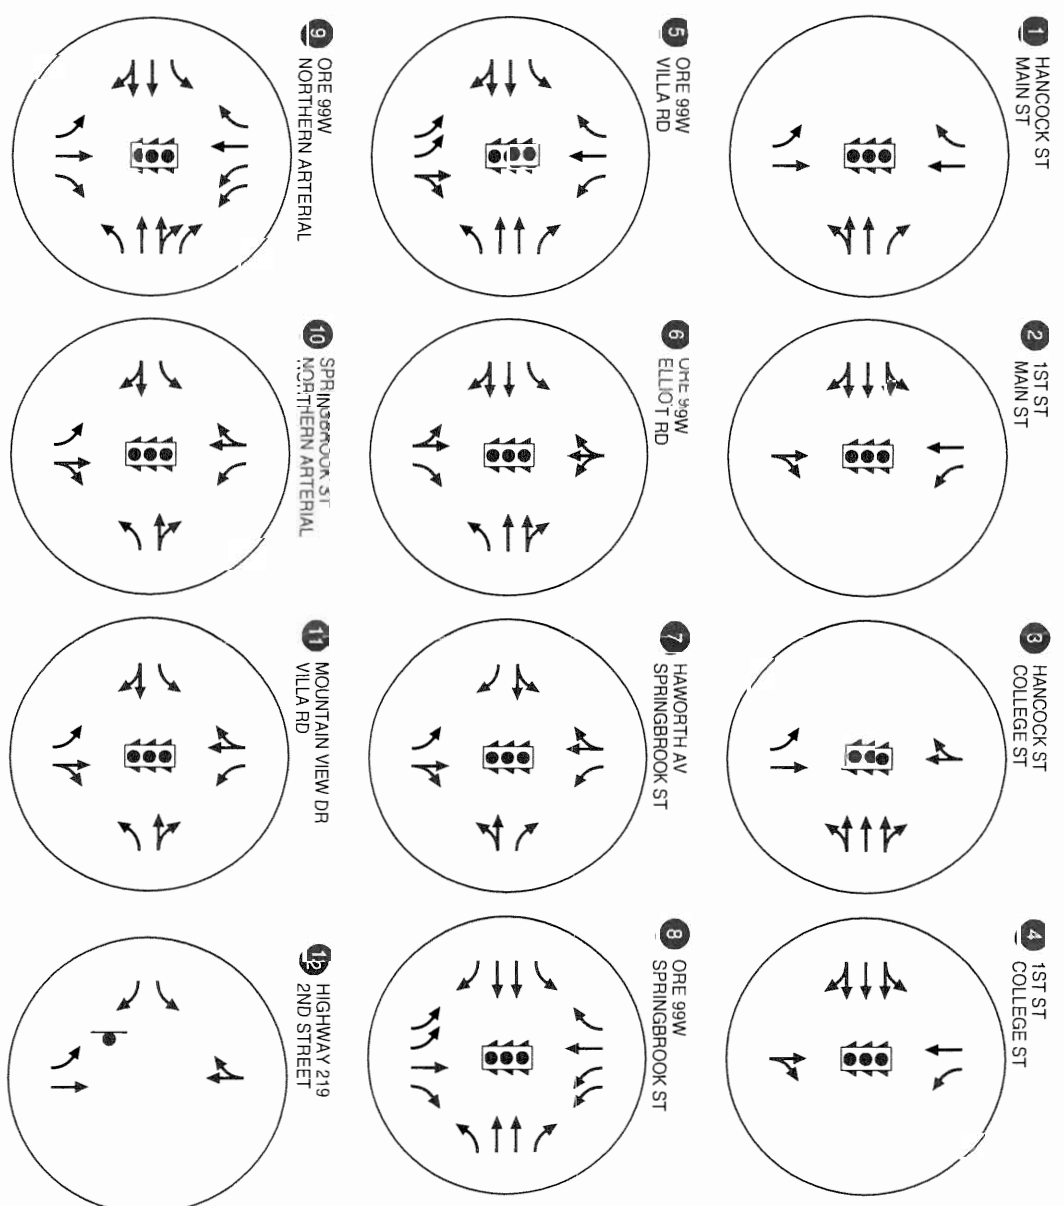 1 HANCOCK ST
MAIN ST
2 1ST ST
MAIN ST
3 HANCOCK ST
COLLEGE ST
4 1ST ST
COLLEGE ST
5 ORE 99W
VILLA RD
6 ORE 99W
ELLIOT RD
7 HAWORTH AV
SPRINGBROOK ST
8 ORE 99W
SPRINGBROOK ST
9 ORE 99W
NORTHERN ARTERIAL
10 SPRINGBROOK ST
NORTHERN ARTERIAL
11 MOUNTAIN VIEW DR
VILLA RD
12 HIGHWAY 219
2ND STREET